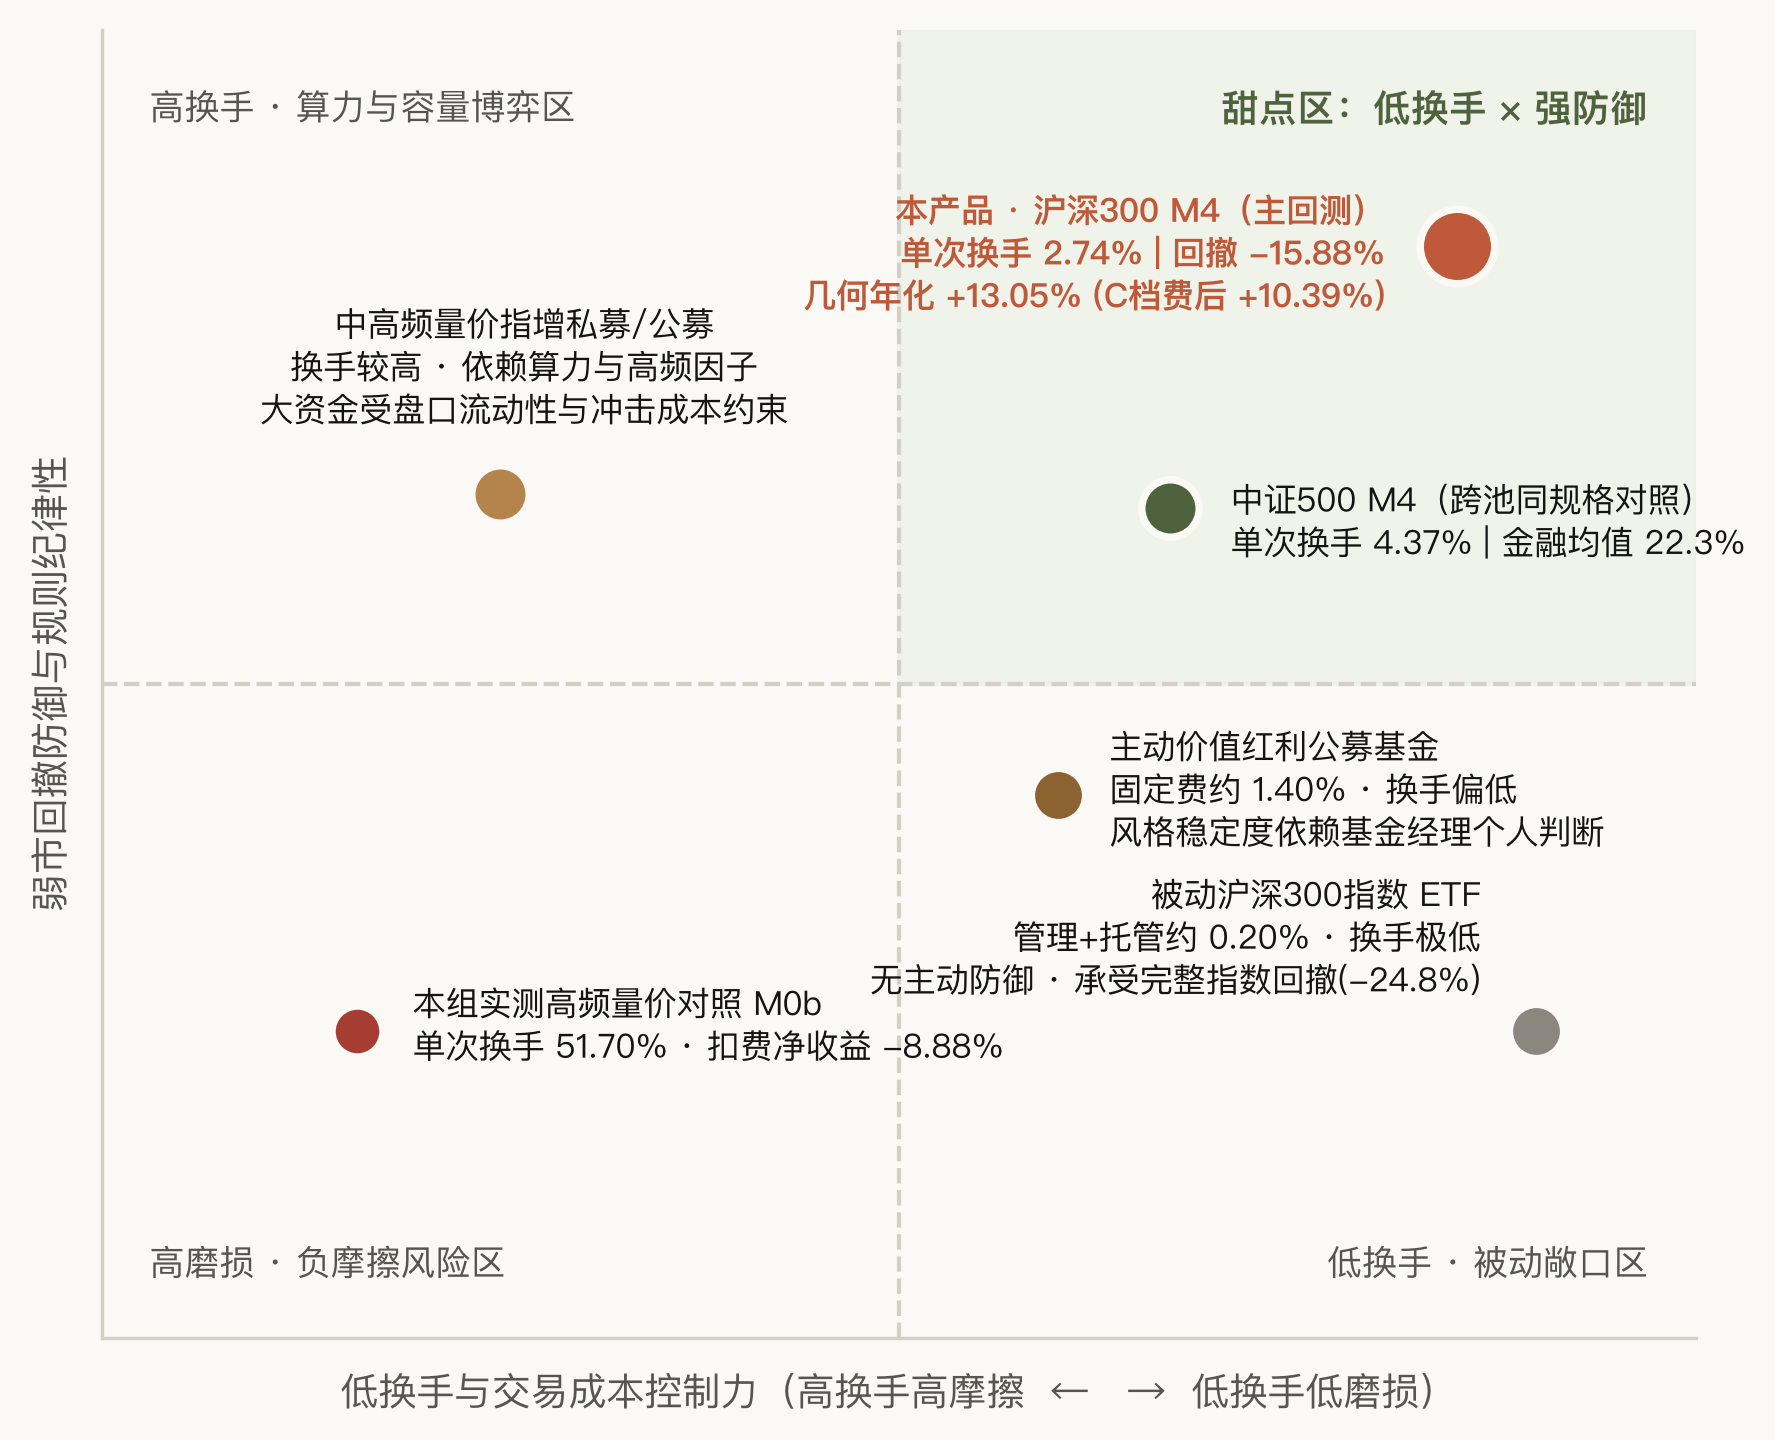 高换手 · 算力与容量博弈区
甜点区：低换手 × 强防御
本产品 · 沪深300 M4（主回测）
单次换手 2.74% | 回撤 −15.88%
几何年化 +13.05% (C档费后 +10.39%)
中高频量价指增私募/公募
换手较高 · 依赖算力与高频因子
大资金受盘口流动性与冲击成本约束
中证500 M4（跨池同规格对照）
单次换手 4.37% | 金融均值 22.3%
弱市回撤防御与规则纪律性
主动价值红利公募基金
固定费约 1.40% · 换手偏低
风格稳定度依赖基金经理个人判断
被动沪深300指数 ETF
管理+托管约 0.20% · 换手极低
无主动防御 · 承受完整指数回撤(−24.8%)
本组实测高频量价对照 M0b
单次换手 51.70% · 扣费净收益 −8.88%
高磨损 · 负摩擦风险区
低换手 · 被动敞口区
低换手与交易成本控制力（高换手高摩擦 ← → 低换手低磨损）